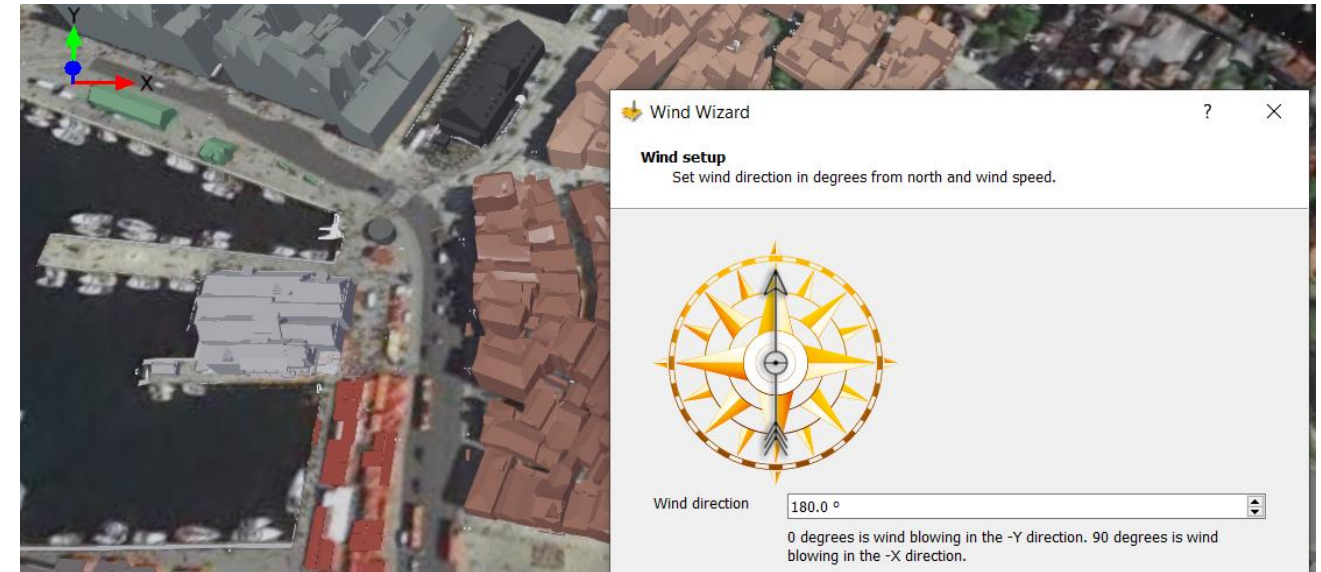 Y
X
Wind Wizard
?
Wind setup
Set wind direction in degrees from north and wind speed.
Wind direction
180.0 °
0 degrees is wind blowing in the -Y direction. 90 degrees is wind
blowing in the -X direction.